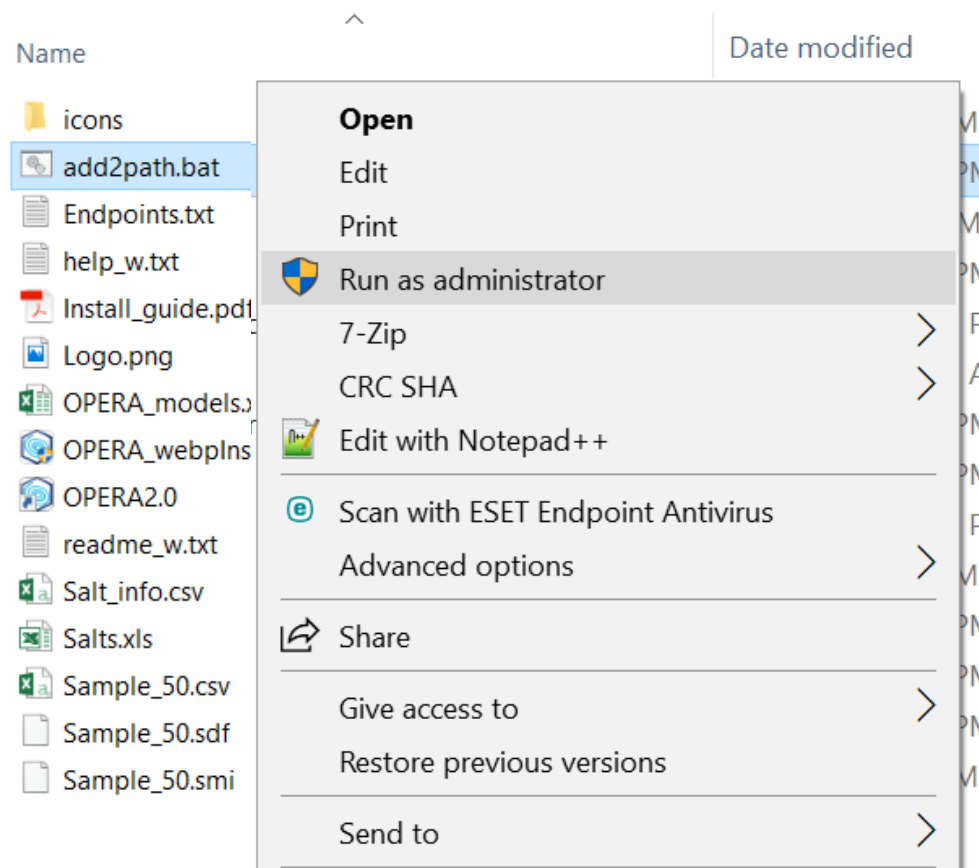 Name
Date modified
icons
add2path.bat
Endpoints.txt
help_w.txt
Install_guide.pdf
Logo.png
OPERA_models.x
OPERA_webpIns
OPERA2.0
readme_w.txt
Salt_info.csv
Salts.xls
Sample_50.csv
Sample_50.sdf
Sample_50.smi
Open
Edit
Print
Run as administrator
7-Zip
CRC SHA
Edit with Notepad++
Scan with ESET Endpoint Antivirus
Advanced options
Share
Give access to
Restore previous versions
Send to